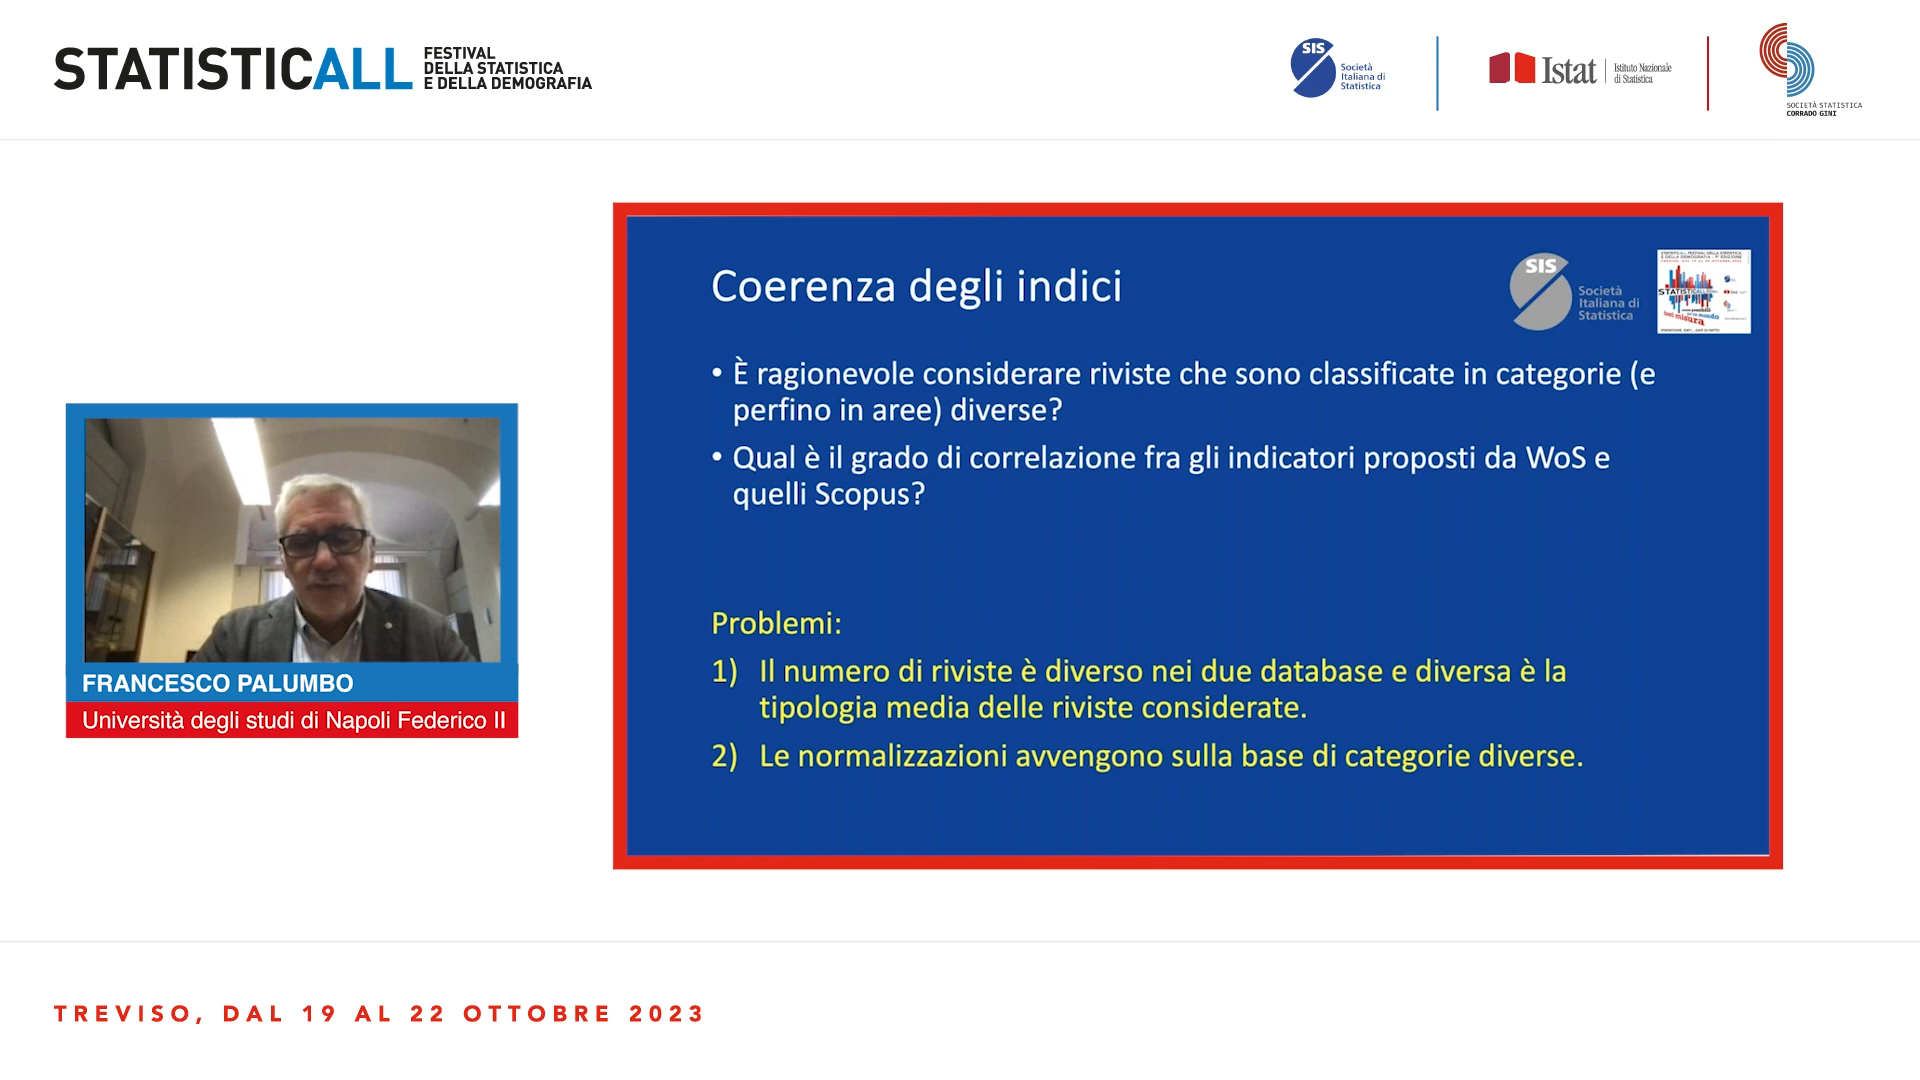 STATISTICALL
FESTIVAL
DELLA STATISTICA
E DELLA DEMOGRAFIA
SIS
Società
Italiana di
Statistica
Istat
Istituto Nazionale
di Statistica
SOCIETÀ STATISTICA
CORRADO GINI
Coerenza degli indici
SIS
Società
Italiana di
Statistica
STATISTICALL
• È ragionevole considerare riviste che sono classificate in categorie (e
perfino in aree) diverse?
• Qual è il grado di correlazione fra gli indicatori proposti da WoS e
quelli Scopus?
Problemi:
1) Il numero di riviste è diverso nei due database e diversa è la
tipologia media delle riviste considerate.
2) Le normalizzazioni avvengono sulla base di categorie diverse.
FRANCESCO PALUMBO
Università degli studi di Napoli Federico II
TREVISO, DAL 19 AL 22 OTTOBRE 2023